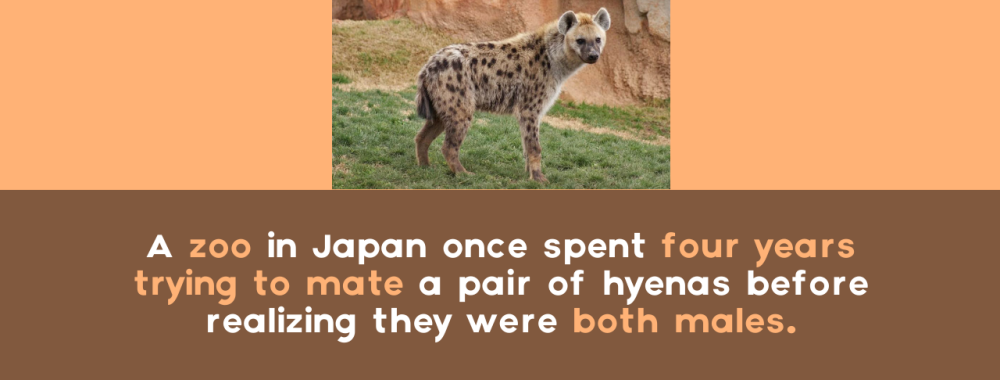 A zoo in Japan once spent four years
trying to mate a pair of hyenas before
realizing they were both males.